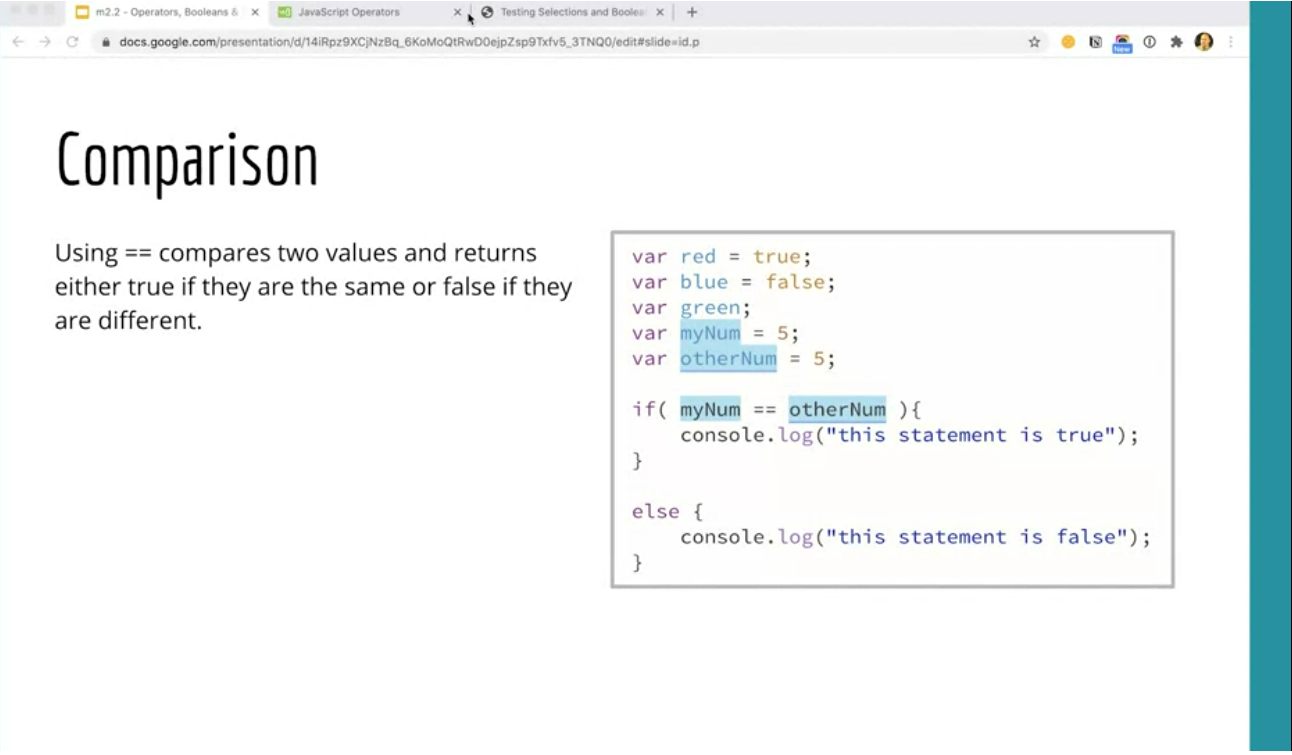 m2.2 - Operators, Booleans &
JavaScript Operators
Testing Selections and Boolea
docs.google.com/presentation/d/14iRpz9XCjNzBq_6KoMoQtRwD0ejpZsp9Txfv5_3TNQ0/edit#slide=id.p
New
Comparison
Using == compares two values and returns
either true if they are the same or false if they
are different.
var red = true;
var blue = false;
var green;
var myNum = 5;
var otherNum = 5;
if( myNum == otherNum ){
console.log("this statement is true");
}
else {
console.log("this statement is false");
}